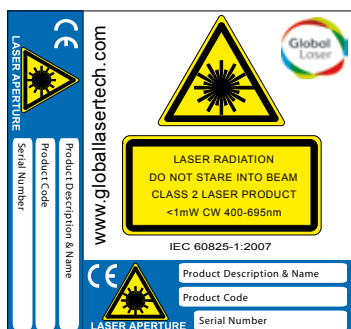 LASER APERTURE
CE
Product Description & Name
Product Code
Serial Number
www.globallasertech.com
Global
Laser
LASER RADIATION
DO NOT STARE INTO BEAM
CLASS 2 LASER PRODUCT
<1mW CW 400-695nm
IEC 60825-1:2007
CE
LASER APERTURE
Product Description & Name
Product Code
Serial Number